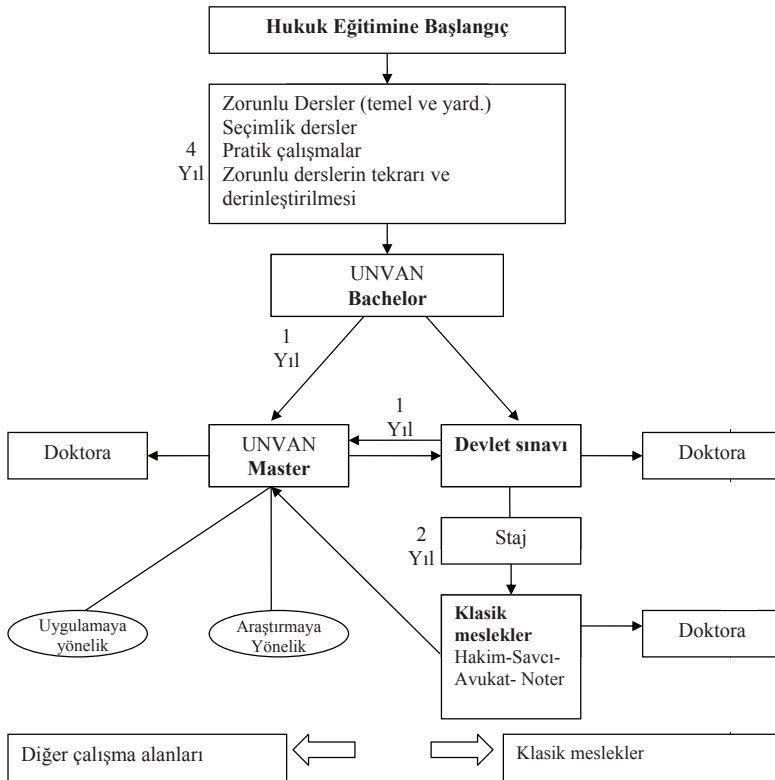 Hukuk Eğitimine Başlangıç
Zorunlu Dersler (temel ve yard.)
Seçimlik dersler
Pratik çalışmalar
Zorunlu derslerin tekrarı ve
derinleştirilmesi
4
Yıl
UNVAN
Bachelor
1
Yıl
1
Yıl
Doktora
UNVAN
Master
Devlet sınavı
Doktora
2
Yıl
Staj
Uygulamaya
yönelik
Araştırmaya
Yönelik
Klasik
meslekler
Hakim-Savcı-
Avukat- Noter
Doktora
Diğer çalışma alanları
Klasik meslekler